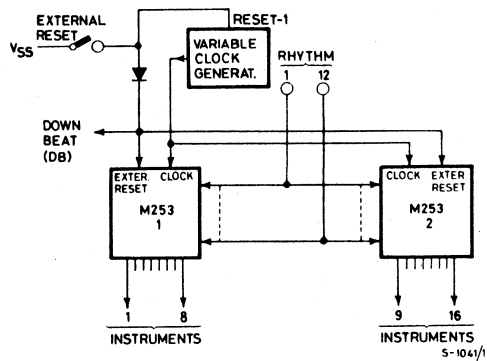 EXTERNAL
RESET
RESET-1
VSS
VARIABLE
CLOCK
GENERAT.
RHYTHM
1 12
DOWN
BEAT
(DB)
EXTER. CLOCK
RESET
M253
1
CLOCK EXTER
RESET
M253
2
1 8
INSTRUMENTS
9 16
INSTRUMENTS
S-1041/1